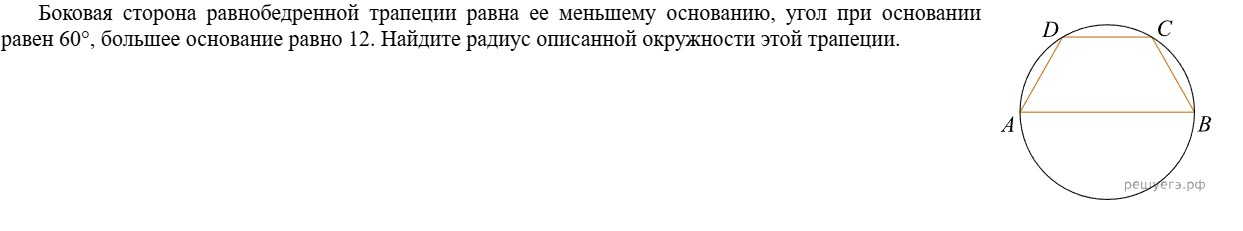 Боковая сторона равнобедренной трапеции равна ее меньшему основанию, угол при основании
равен 60°, большее основание равно 12. Найдите радиус описанной окружности этой трапеции.
D
C
A
B
решуегэ.рф